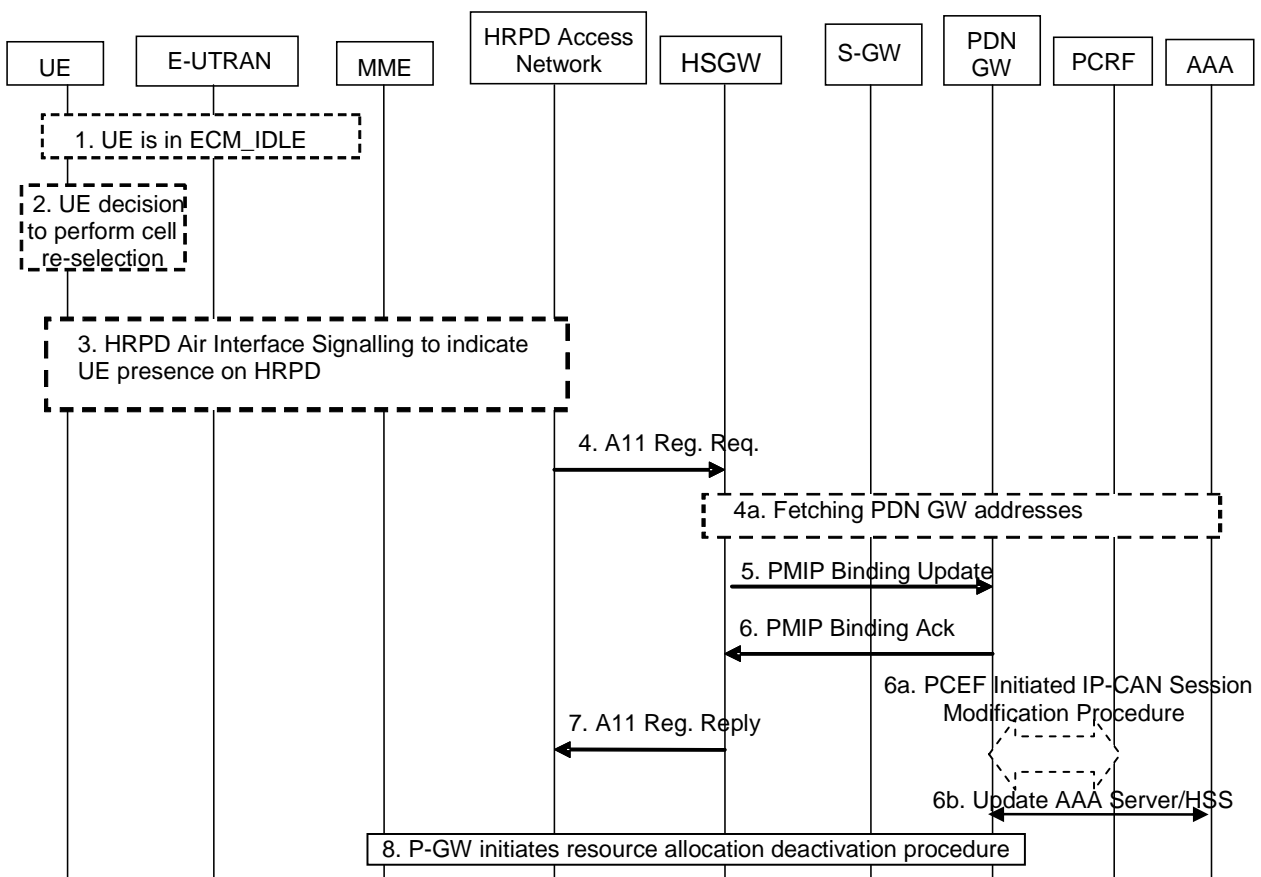 UE
E-UTRAN
MME
HRPD Access
Network
HSGW
S-GW
PDN
GW
PCRF
AAA
1. UE is in ECM_IDLE
2. UE decision
to perform cell
re-selection
3. HRPD Air Interface Signalling to indicate
UE presence on HRPD
4. A11 Reg. Req.
4a. Fetching PDN GW addresses
5. PMIP Binding Update
6. PMIP Binding Ack
6a. PCEF Initiated IP-CAN Session
Modification Procedure
7. A11 Reg. Reply
6b. Update AAA Server/HSS
8. P-GW initiates resource allocation deactivation procedure